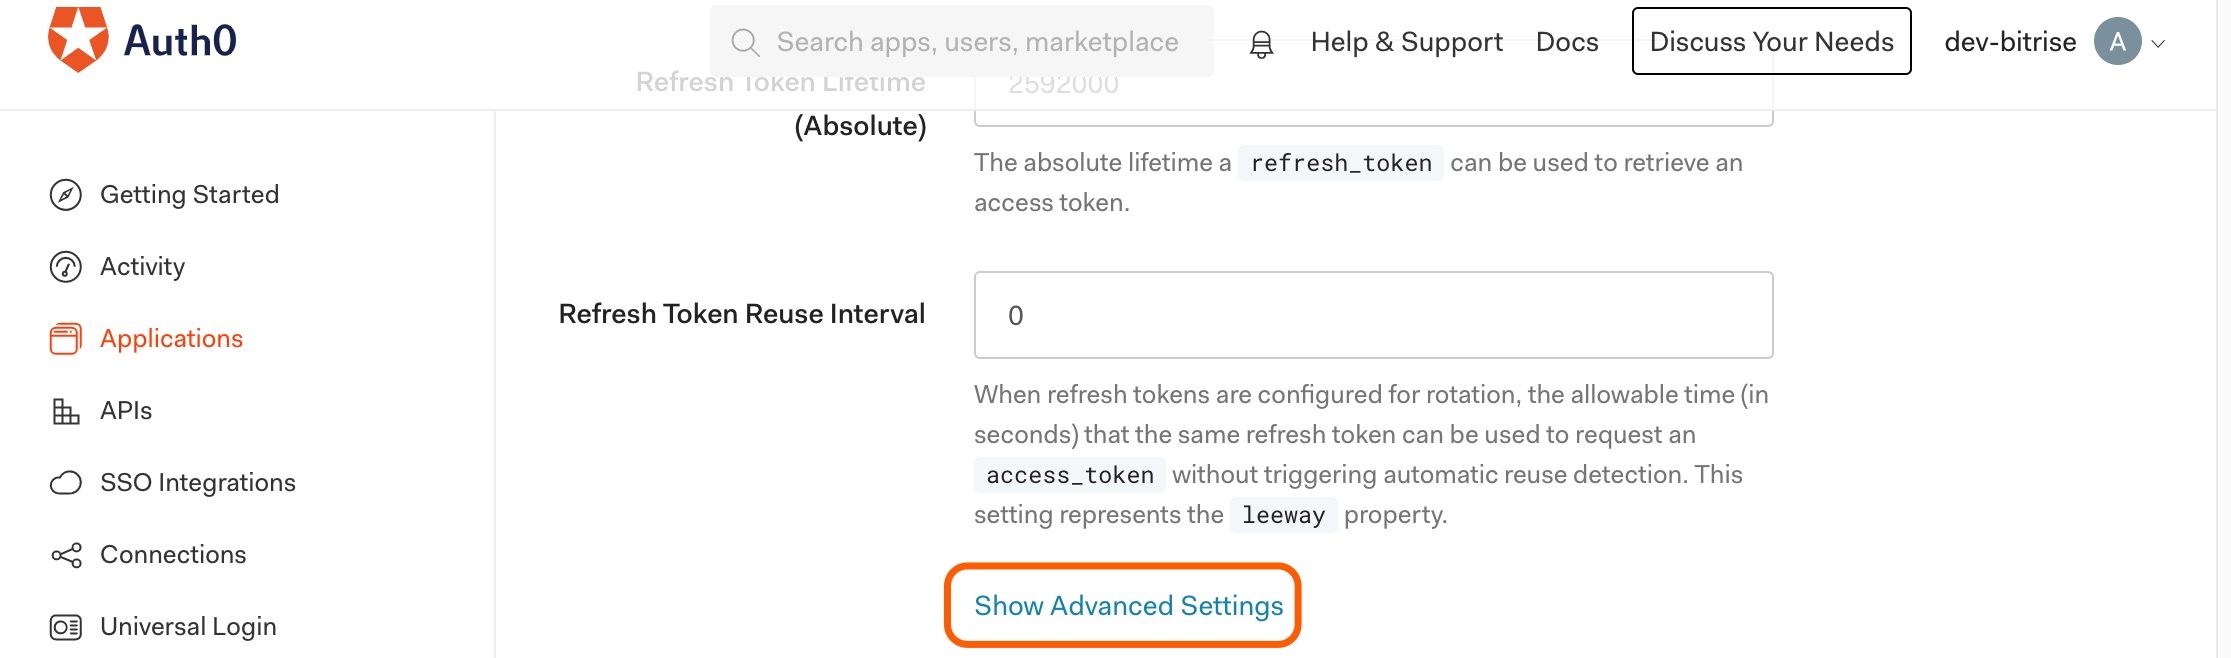 Auth0
Search apps, users, marketplace
Help & Support
Docs
Discuss Your Needs
dev-bitrise
A
Refresh Token Lifetime
(Absolute)
2592000
The absolute lifetime a refresh_token can be used to retrieve an
access token.
Getting Started
Activity
Applications
APIs
SSO Integrations
Connections
Universal Login
Refresh Token Reuse Interval
0
When refresh tokens are configured for rotation, the allowable time (in
seconds) that the same refresh token can be used to request an
access_token without triggering automatic reuse detection. This
setting represents the leeway property.
Show Advanced Settings